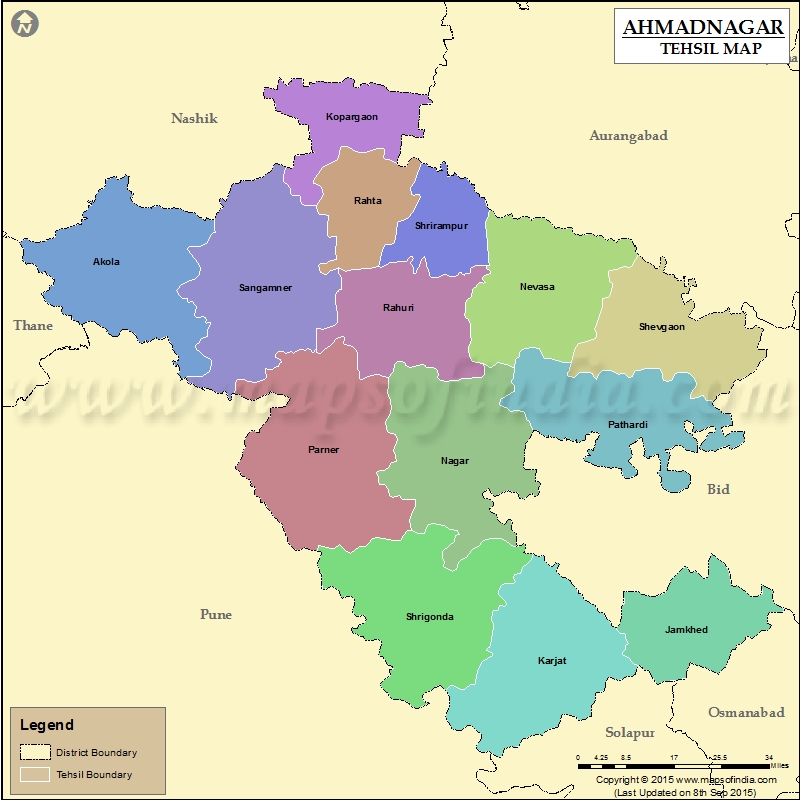 N
AHMADNAGAR
TEHSIL MAP
Nashik
Kopargaon
Aurangabad
Rahta
Shrirampur
Akola
Sangamner
Nevasa
Rahuri
Thane
Shevgaon
www.mapsofindia.com
Pathardi
Parner
Nagar
Bid
Pune
Shrigonda
Jamkhed
Karjat
Osmanabad
Solapur
Legend
District Boundary
Tehsil Boundary
0 4.25 8.5 17 25.5 34
Miles
Copyright © 2015 www.mapsofindia.com
(Last Updated on 8th Sep 2015)